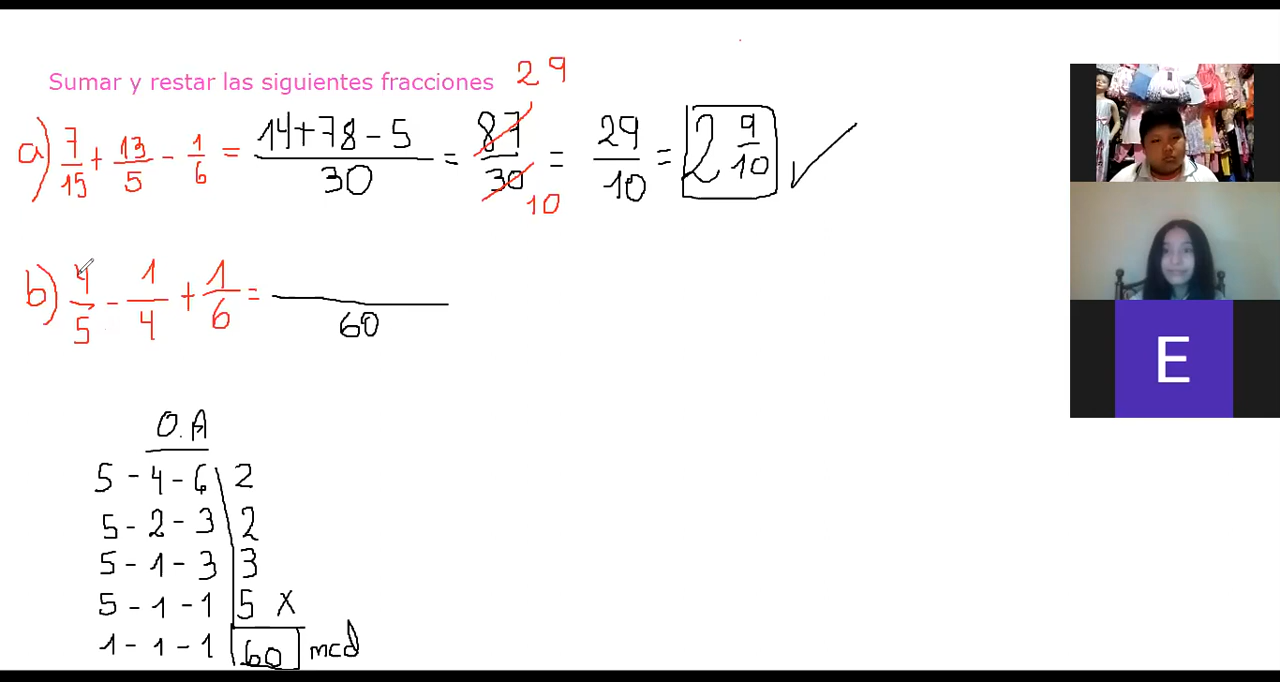 Sumar y restar las siguientes fracciones
29
a) 7/15 + 13/5 - 1/6 = 14+78-5/30 = 87/30 = 29/10 = 2 9/10 ✓
10
b) 4/5 - 1/4 + 1/6 = /60
O.A
5 - 4 - 6 | 2
5 - 2 - 3 | 2
5 - 1 - 3 | 3
5 - 1 - 1 | 5 X
1 - 1 - 1 | 60 mcd
E